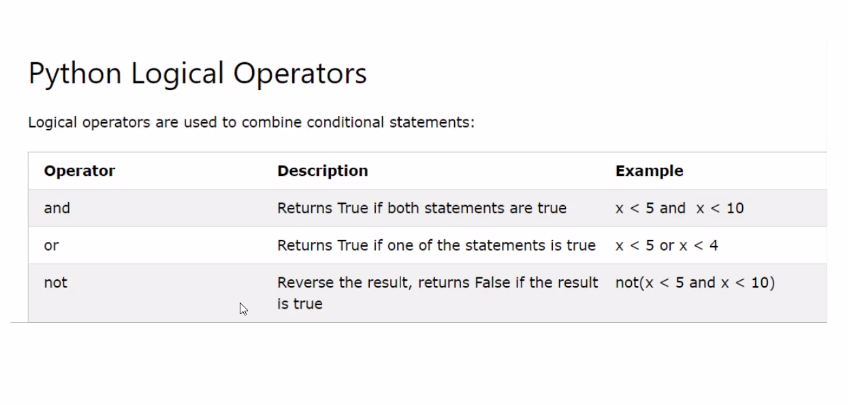 Python Logical Operators
Logical operators are used to combine conditional statements:
Operator Description Example
and Returns True if both statements are true x < 5 and  x < 10
or Returns True if one of the statements is true x < 5 or x < 4
not Reverse the result, returns False if the result not(x < 5 and x < 10)
is true